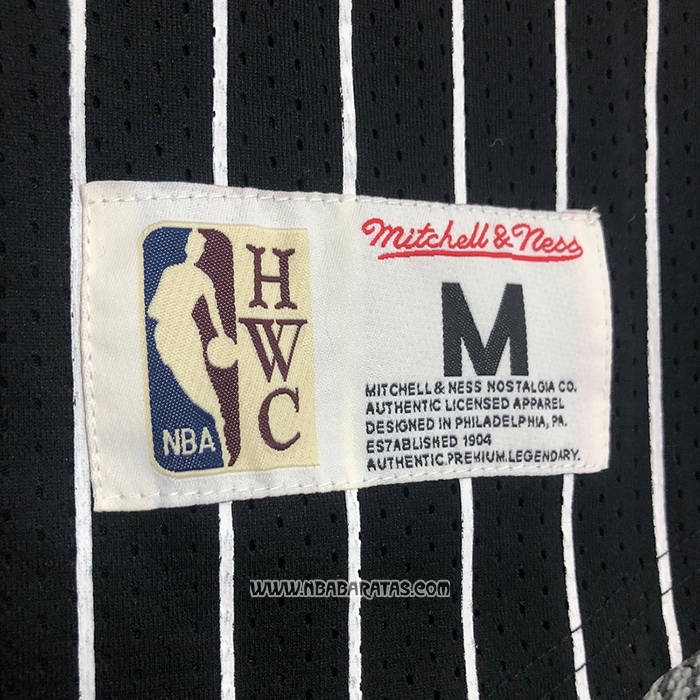 H
W
C
NBA
Mitchell & Ness
M
MITCHELL & NESS NOSTALGIA CO.
AUTHENTIC LICENSED APPAREL
DESIGNED IN PHILADELPHIA, PA.
ES7ABLISHED 1904
AUTHENTIC.PREMIUM.LEGENDARY.
WWW.NBABARATAS.COM